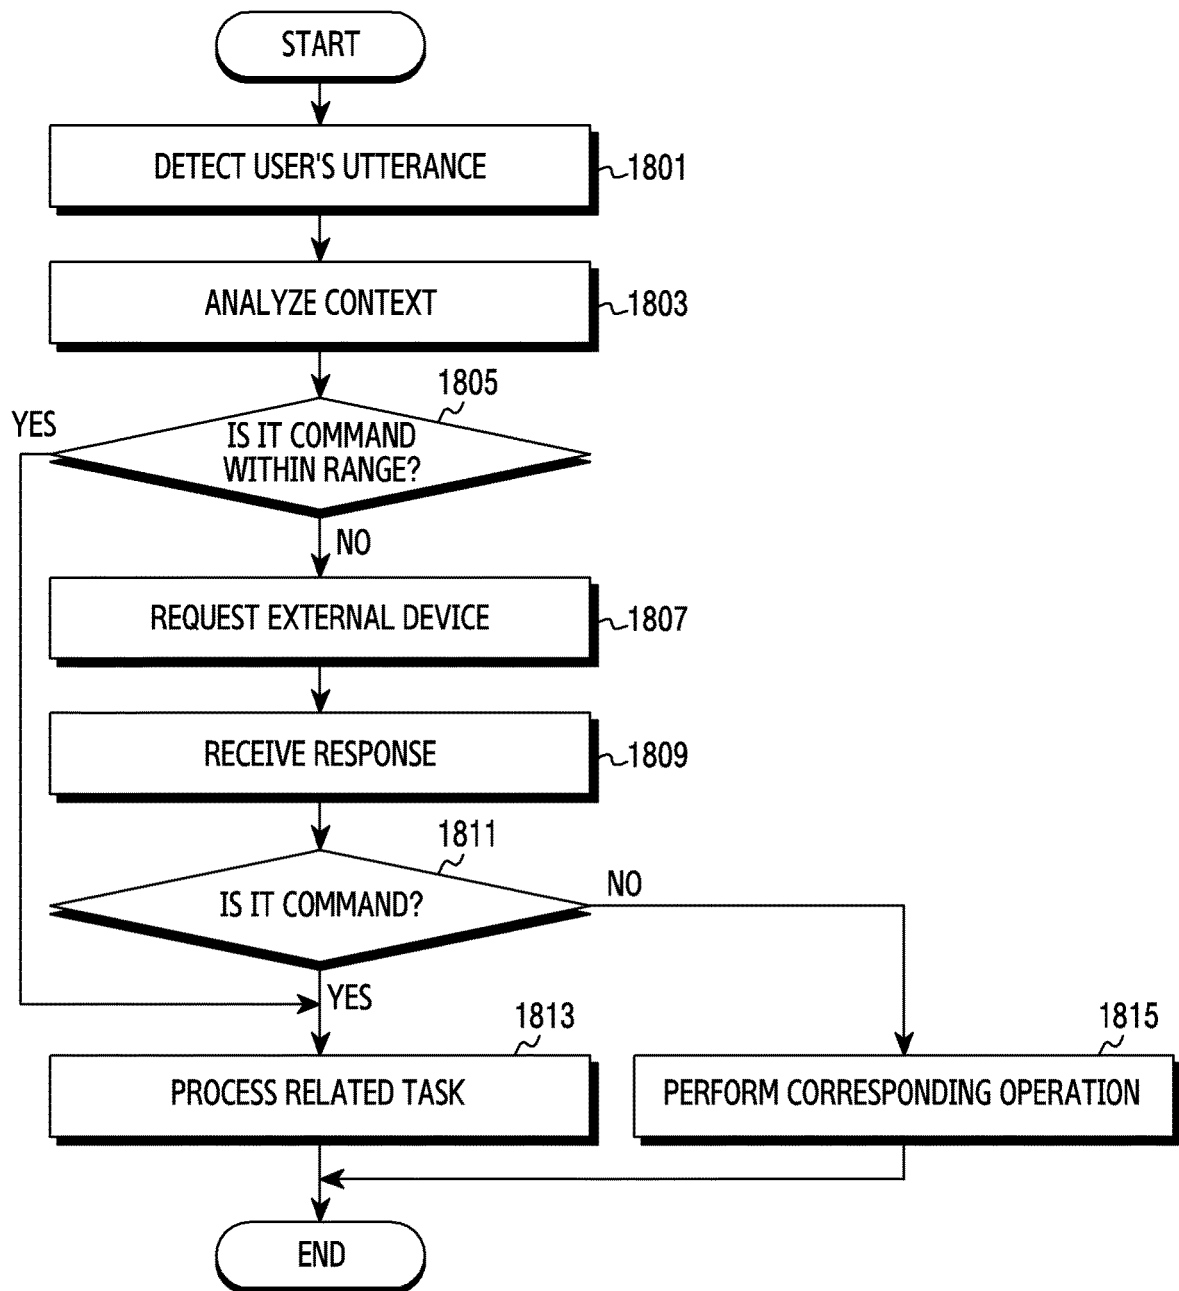 START
DETECT USER'S UTTERANCE
1801
ANALYZE CONTEXT
1803
1805
YES
IS IT COMMAND
WITHIN RANGE?
NO
REQUEST EXTERNAL DEVICE
1807
RECEIVE RESPONSE
1809
1811
IS IT COMMAND?
NO
YES
1813
PROCESS RELATED TASK
1815
PERFORM CORRESPONDING OPERATION
END